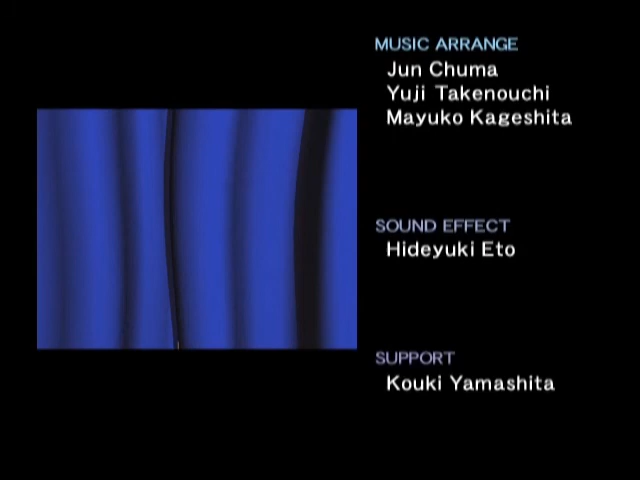 MUSIC ARRANGE
Jun Chuma
Yuji Takenouchi
Mayuko Kageshita
SOUND EFFECT
Hideyuki Eto
SUPPORT
Kouki Yamashita